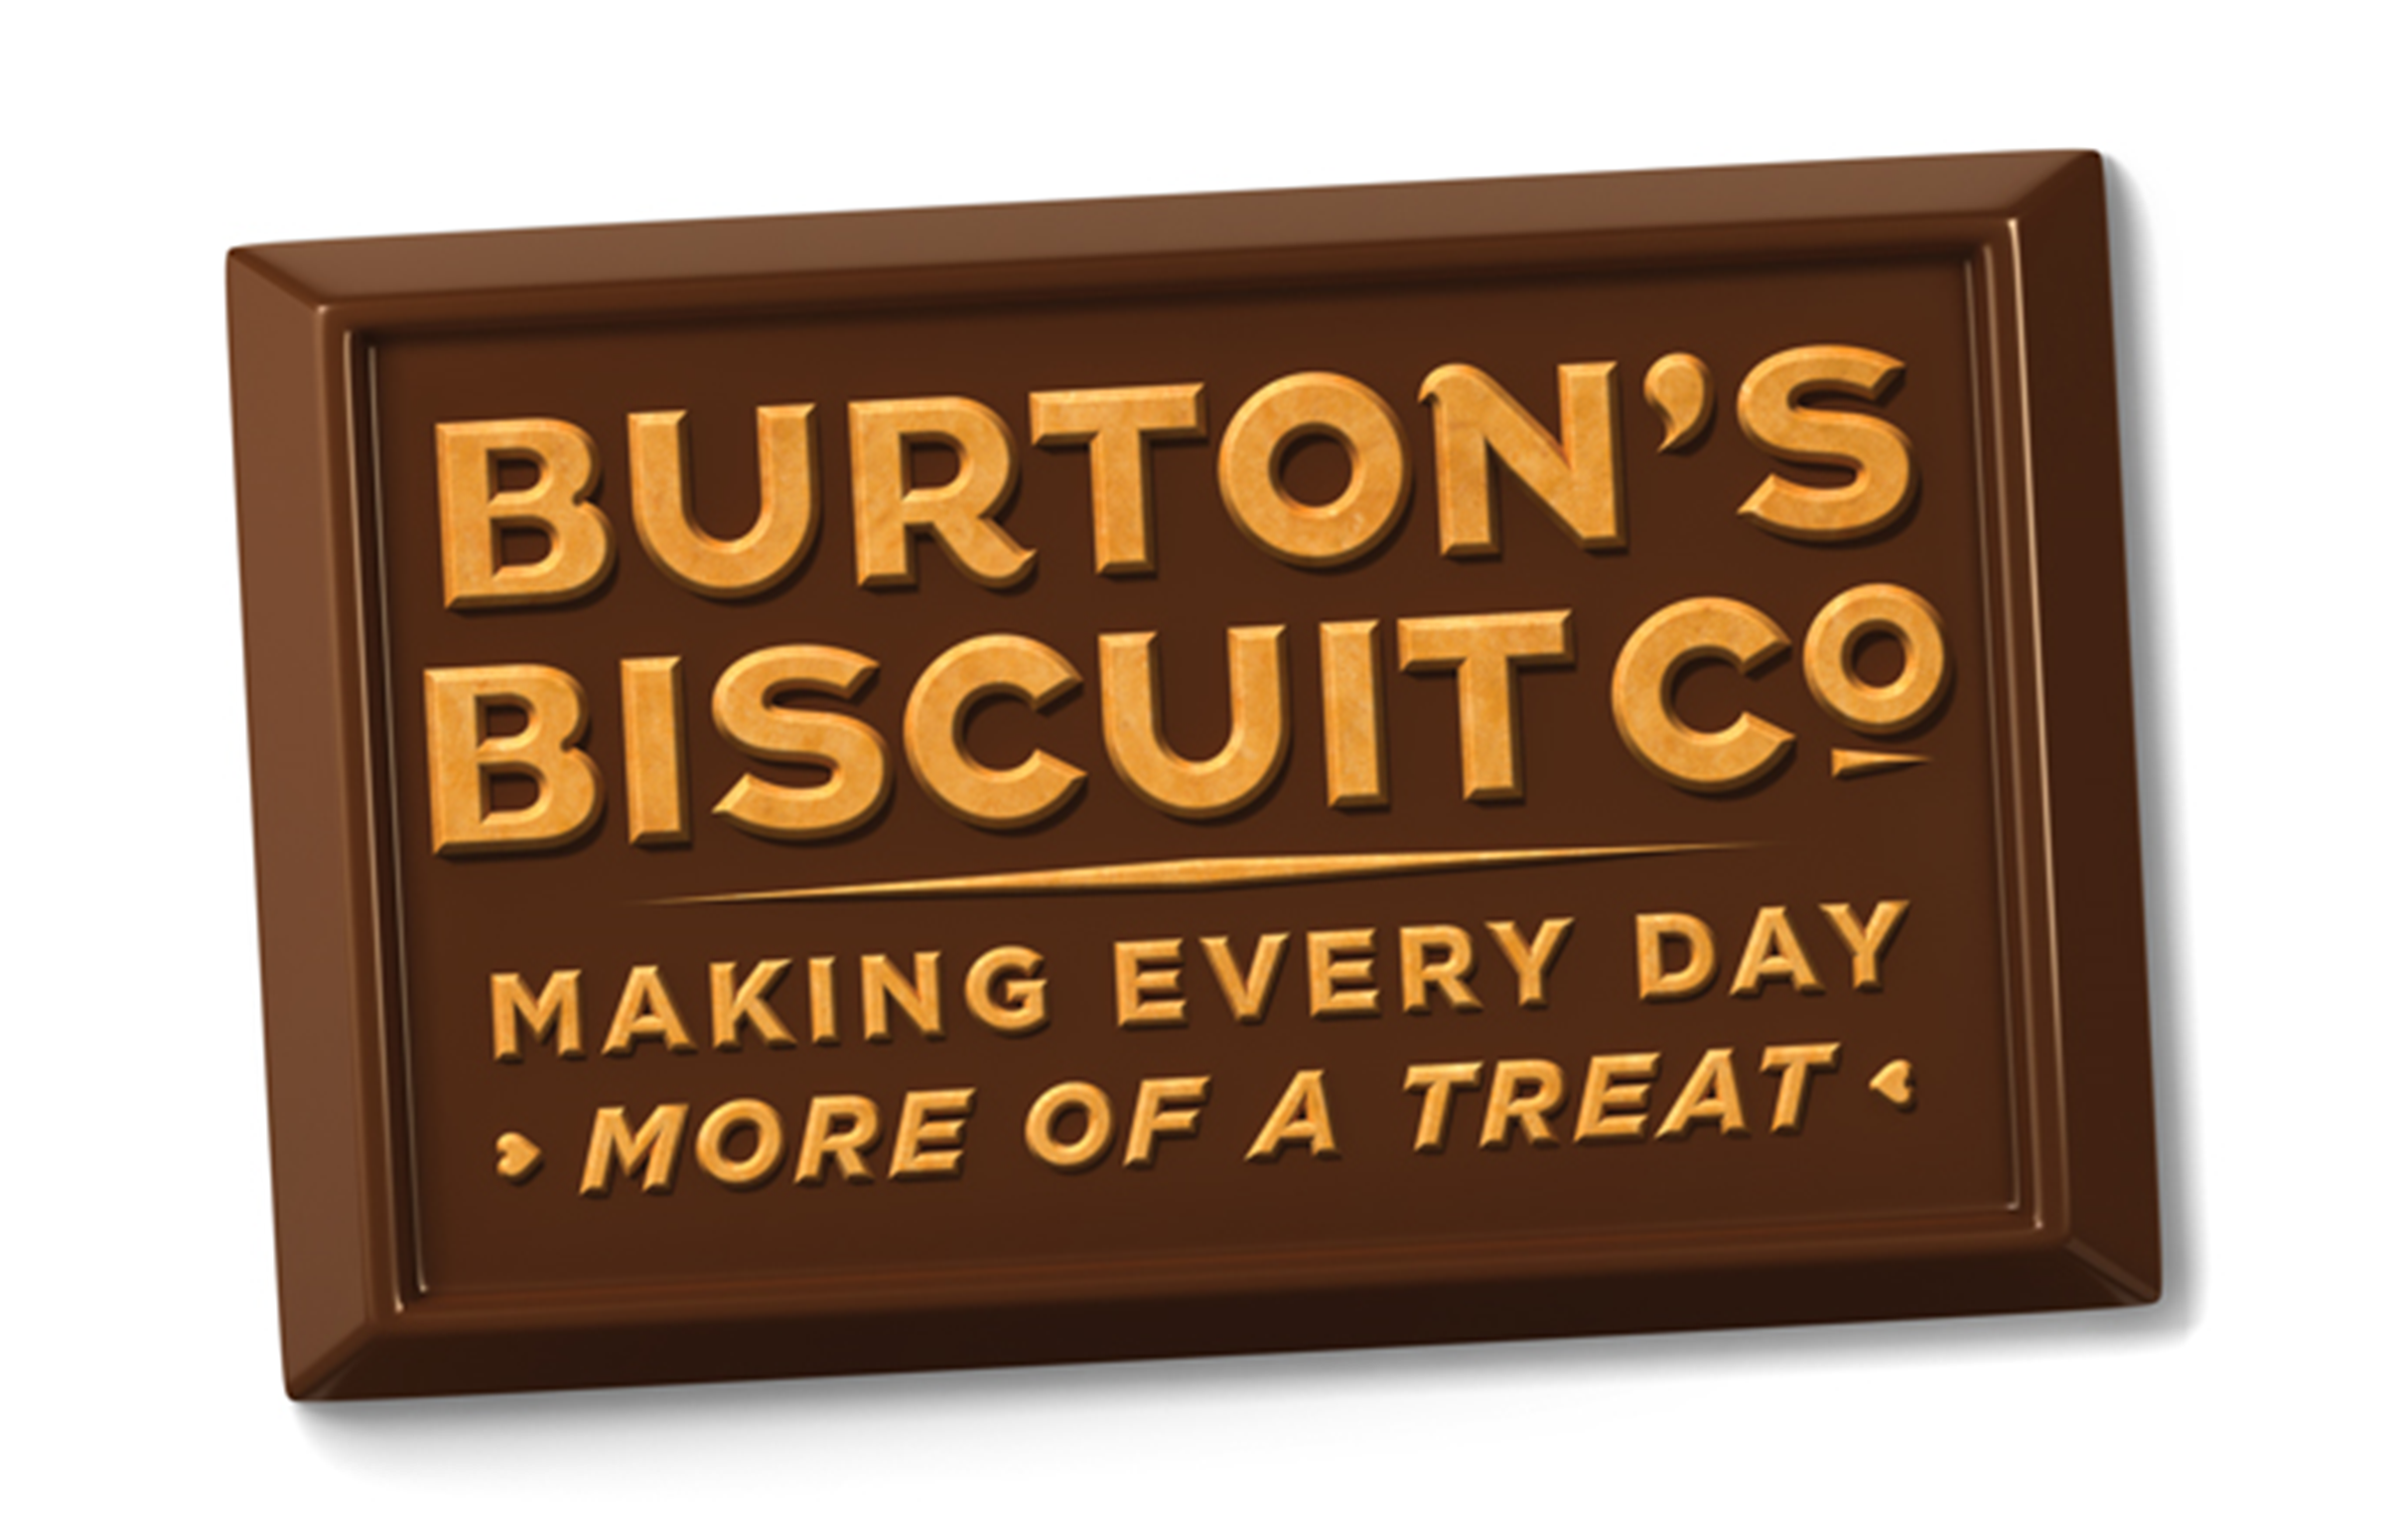 BURTON'S
BISCUIT CO
MAKING EVERY DAY
MORE OF A TREAT